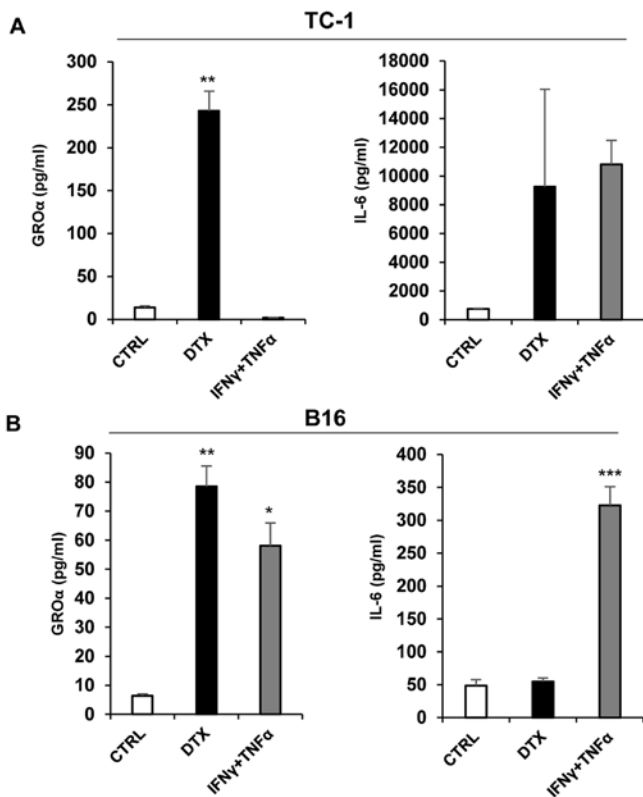 A
TC-1
GROα (pg/ml)
300
250
200
150
100
50
0
**
CTRL
DTX
IFNγ+TNFα
IL-6 (pg/ml)
18000
16000
14000
12000
10000
8000
6000
4000
2000
0
CTRL
DTX
IFNγ+TNFα
B
B16
GROα (pg/ml)
90
80
70
60
50
40
30
20
10
0
**
*
CTRL
DTX
IFNγ+TNFα
IL-6 (pg/ml)
400
350
300
250
200
150
100
50
0
***
CTRL
DTX
IFNγ+TNFα